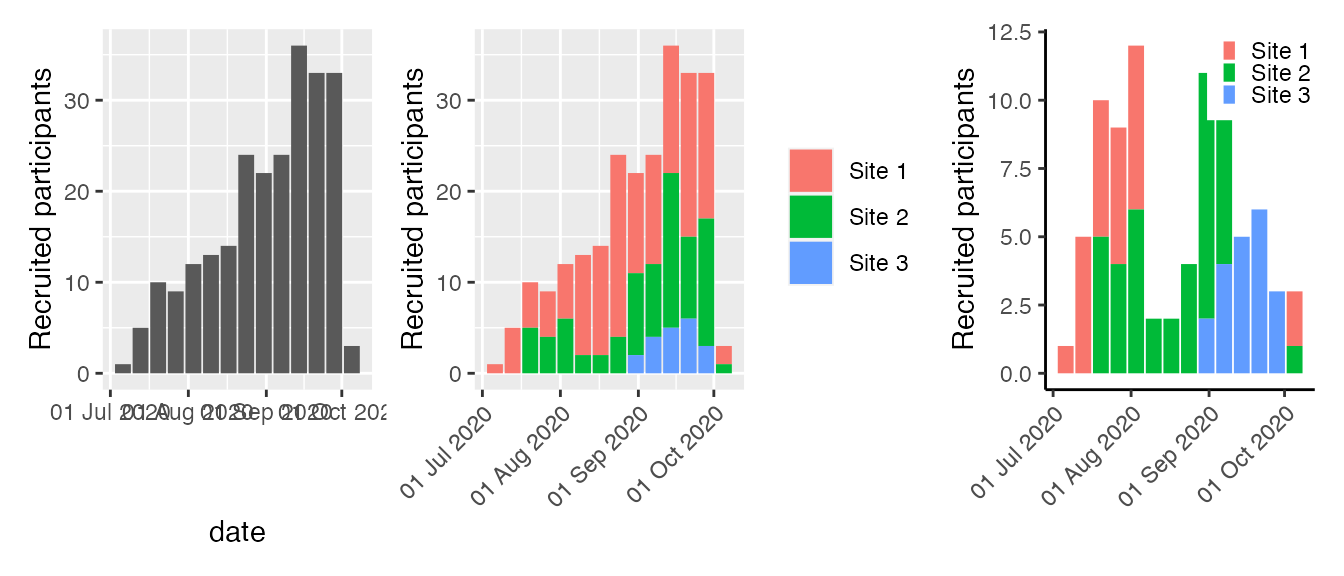 Recruited participants
30
20
10
0
01 Jul 2020
01 Aug 2020
01 Sep 2020
01 Oct 202
date
Recruited participants
30
20
10
0
01 Jul 2020
01 Aug 2020
01 Sep 2020
01 Oct 2020
Site 1
Site 2
Site 3
Recruited participants
12.5
10.0
7.5
5.0
2.5
0.0
01 Jul 2020
01 Aug 2020
01 Sep 2020
01 Oct 2020
Site 1
Site 2
Site 3